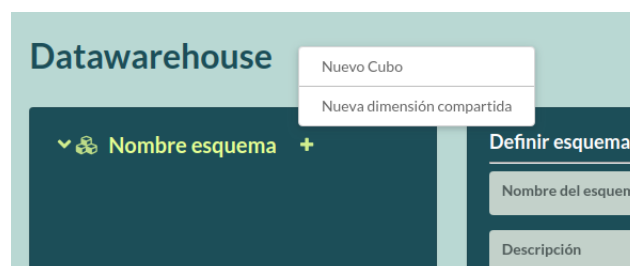 Datawarehouse
Nuevo Cubo
Nueva dimensión compartida
Nombre esquema +
Definir esquema
Nombre del esquem
Descripción